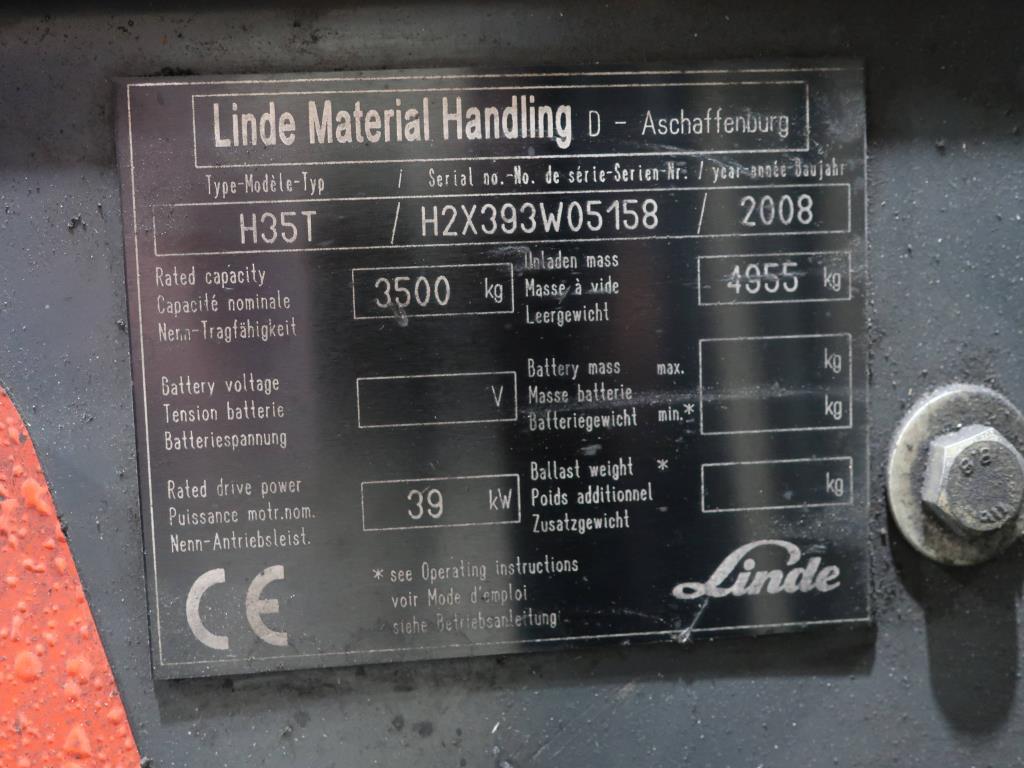 Linde Material Handling D - Aschaffenburg
Type-Modèle-Typ / Serial no.-No. de série-Serien-Nr. / year-année-Baujahr
H35T / H2X393W05158 / 2008
Rated capacity
Capacité nominale
Nenn-Tragfähigkeit
3500 kg
Unladen mass
Masse à vide
Leergewicht
4955 kg
Battery voltage
Tension batterie
Batteriespannung
V
Battery mass max.
Masse batterie
Batteriegewicht min.*
kg
kg
Rated drive power
Puissance motr.nom.
Nenn-Antriebsleist.
39 kW
Ballast weight *
Poids additionnel
Zusatzgewicht
kg
CE
* see Operating instructions
voir Mode d'emploi
siehe Betriebsanleitung
Linde
8.8